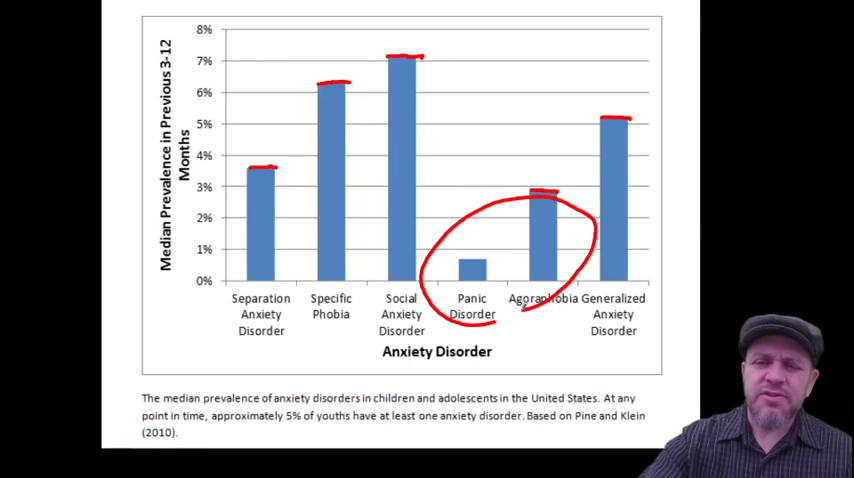 8%
7%
6%
5%
4%
3%
2%
1%
0%
Median Prevalence in Previous 3-12
Months
Separation
Anxiety
Disorder
Specific
Phobia
Social
Anxiety
Disorder
Panic
Disorder
Agoraphobia
Generalized
Anxiety
Disorder
Anxiety Disorder
The median prevalence of anxiety disorders in children and adolescents in the United States. At any
point in time, approximately 5% of youths have at least one anxiety disorder. Based on Pine and Klein
(2010).